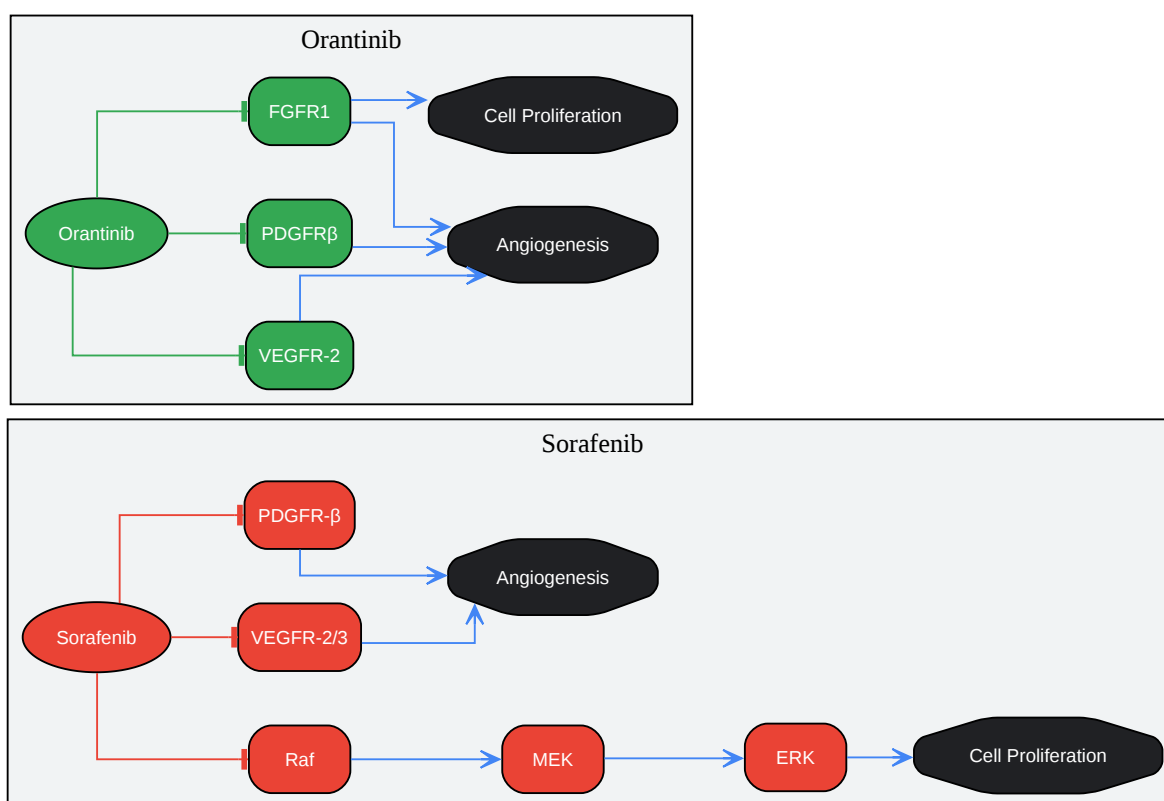 Orantinib
FGFR1
Cell Proliferation
Orantinib
PDGFRβ
Angiogenesis
VEGFR-2
Sorafenib
PDGFR-β
Angiogenesis
Sorafenib
VEGFR-2/3
Raf
MEK
ERK
Cell Proliferation